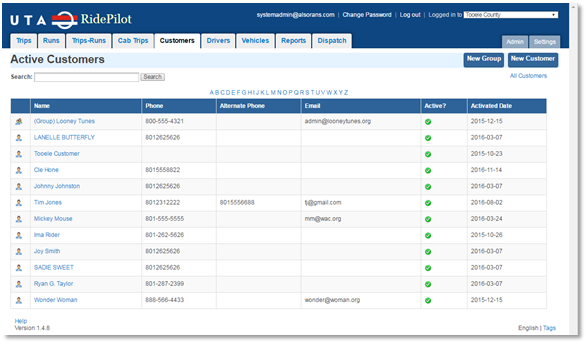 UTA RidePilot
systemadmin@alsorans.com | Change Password | Log out | Logged in to Tooele County
Trips Runs Trips-Runs Cab Trips Customers Drivers Vehicles Reports Dispatch Admin Settings
Active Customers New Group New Customer
Search: Search All Customers
A B C D E F G H I J K L M N O P Q R S T U V W X Y Z
Name Phone Alternate Phone Email Active? Activated Date
(Group) Looney Tunes 800-555-4321 admin@looneytunes.org 2015-12-15
LANELLE BUTTERFLY 8012625626 2016-03-07
Tooele Customer 2015-10-23
Cie Hone 8015558822 2016-11-14
Johnny Johnston 8012625626 2016-03-07
Tim Jones 8012312222 8015556688 tj@gmail.com 2016-08-02
Mickey Mouse 801-555-5555 mm@wac.org 2016-03-24
Ima Rider 801-262-5626 2015-10-26
Joy Smith 8012625626 2016-03-07
SADIE SWEET 8012625626 2016-03-07
Ryan G. Taylor 801-287-2399 2016-03-07
Wonder Woman 888-566-4433 wonder@woman.org 2015-12-15
Help
Version 1.4.8 English | Tags